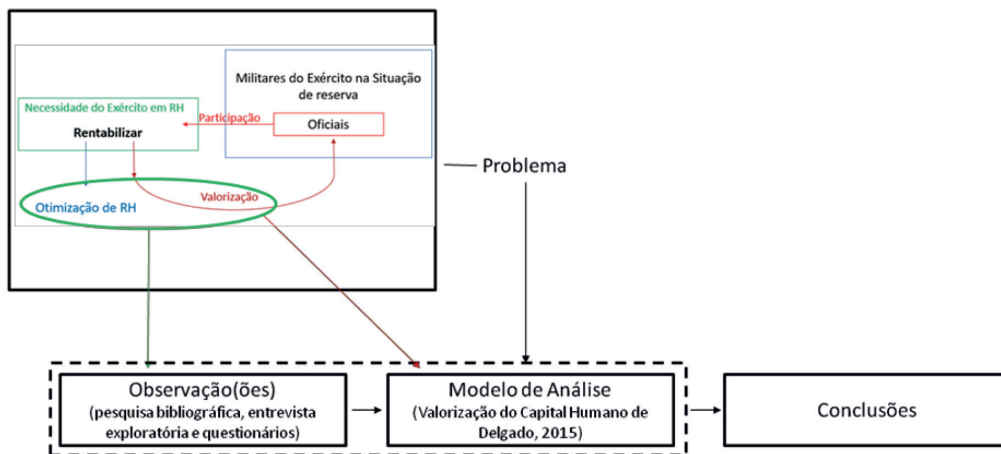 Militares do Exército na Situação
de reserva
Necessidade do Exército em RH
Rentabilizar
Participação
Oficiais
Problema
Valorização
Otimização de RH
Observação(ões)
(pesquisa bibliográfica, entrevista
exploratória e questionários)
Modelo de Análise
(Valorização do Capital Humano de
Delgado, 2015)
Conclusões